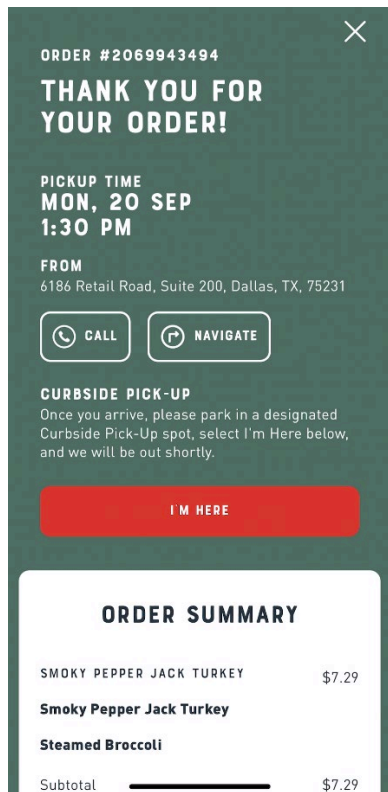 ORDER #2069943494
THANK YOU FOR
YOUR ORDER!
PICKUP TIME
MON, 20 SEP
1:30 PM
FROM
6186 Retail Road, Suite 200, Dallas, TX, 75231
CALL
NAVIGATE
CURBSIDE PICK-UP
Once you arrive, please park in a designated
Curbside Pick-Up spot, select I'm Here below,
and we will be out shortly.
I'M HERE
ORDER SUMMARY
SMOKY PEPPER JACK TURKEY $7.29
Smoky Pepper Jack Turkey
Steamed Broccoli
Subtotal $7.29